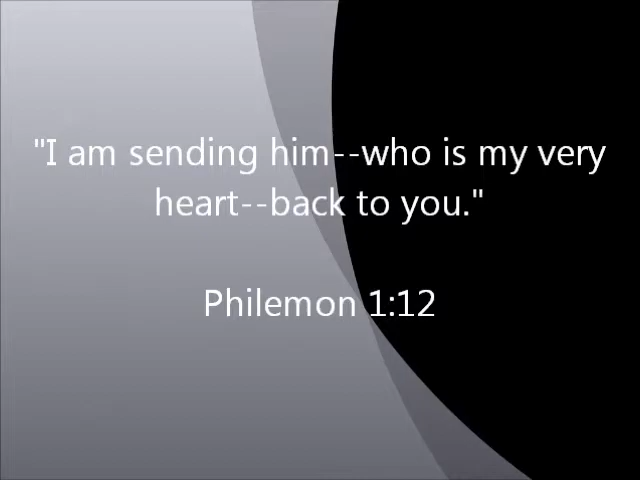 "I am sending him--who is my very
heart--back to you."
Philemon 1:12